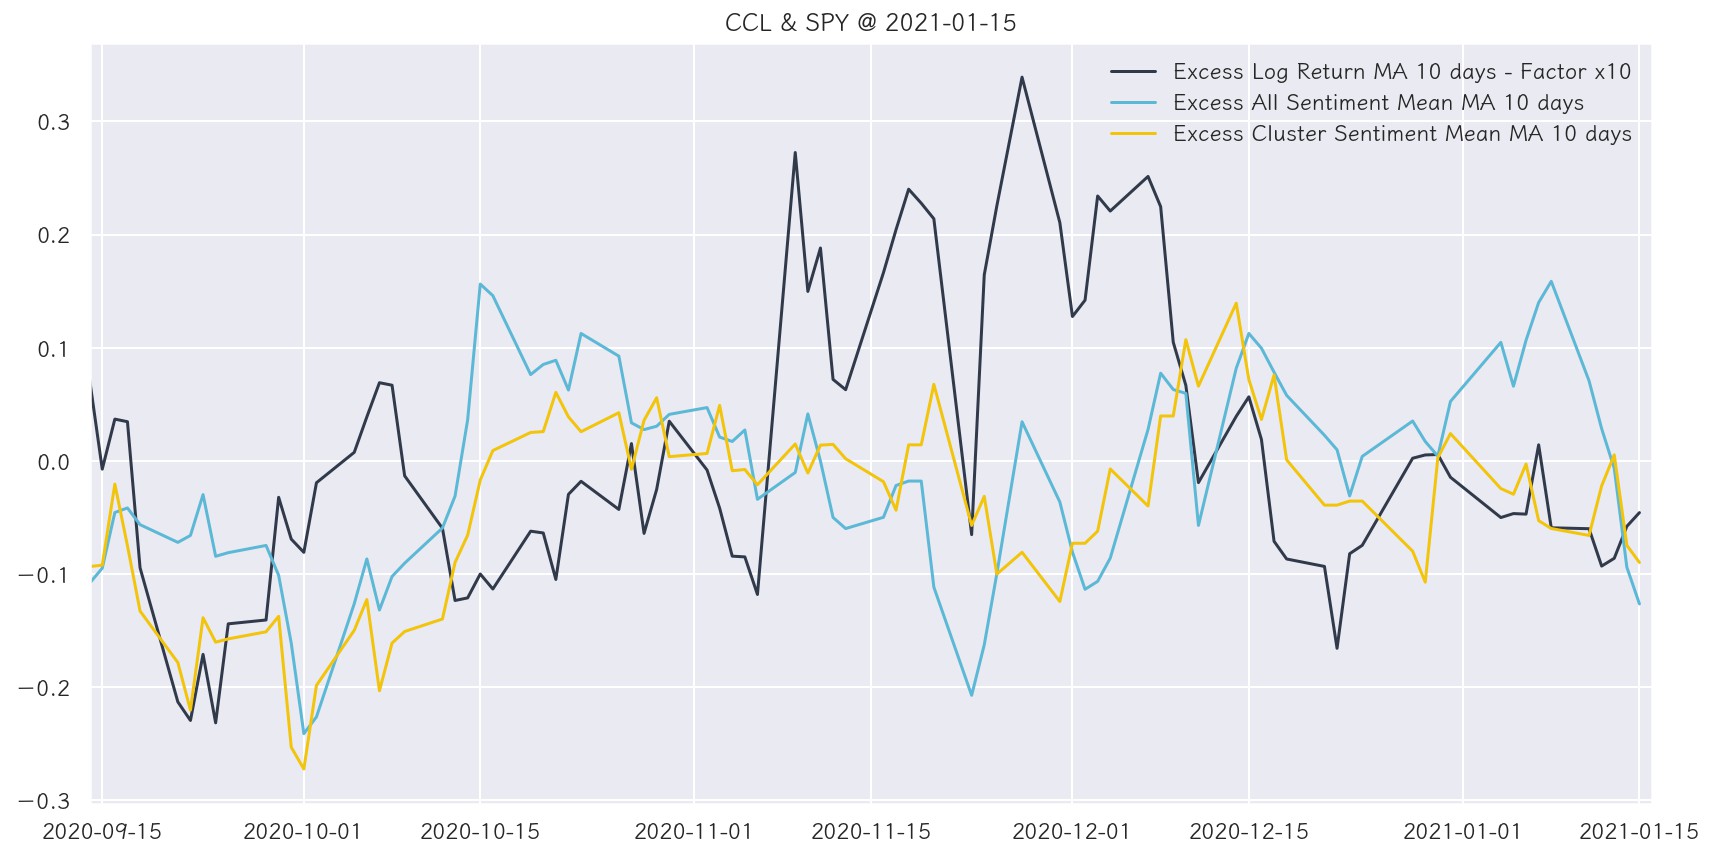 CCL & SPY @ 2021-01-15
Excess Log Return MA 10 days - Factor x10
Excess All Sentiment Mean MA 10 days
Excess Cluster Sentiment Mean MA 10 days
0.3
0.2
0.1
0.0
−0.1
−0.2
−0.3
2020-09-15 2020-10-01 2020-10-15 2020-11-01 2020-11-15 2020-12-01 2020-12-15 2021-01-01 2021-01-15